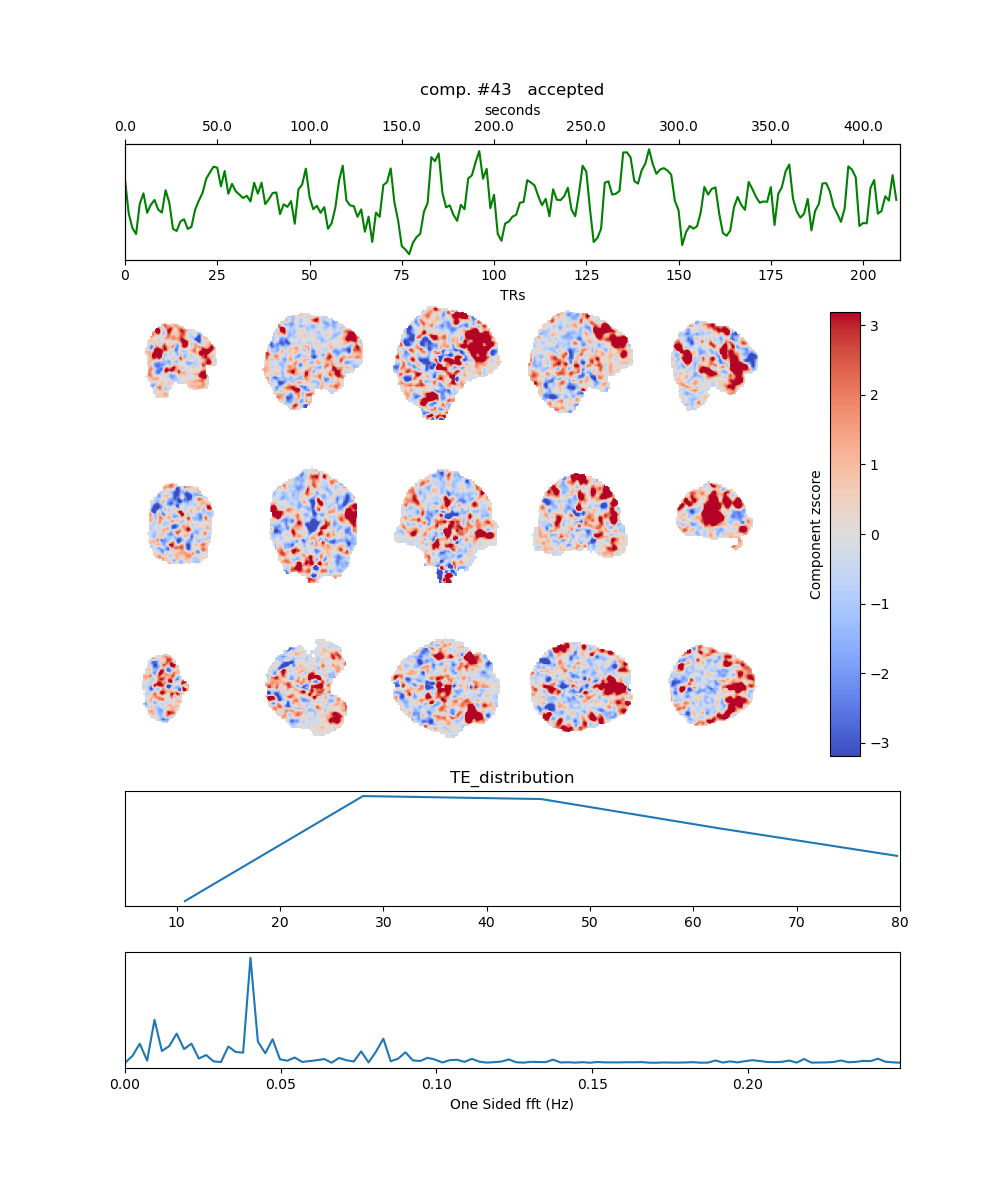 comp. #43   accepted
seconds
0.0 50.0 100.0 150.0 200.0 250.0 300.0 350.0 400.0
0 25 50 75 100 125 150 175 200
TRs
3
2
1
0
−1
−2
−3
Component zscore
TE_distribution
10 20 30 40 50 60 70 80
0.00 0.05 0.10 0.15 0.20
One Sided fft (Hz)